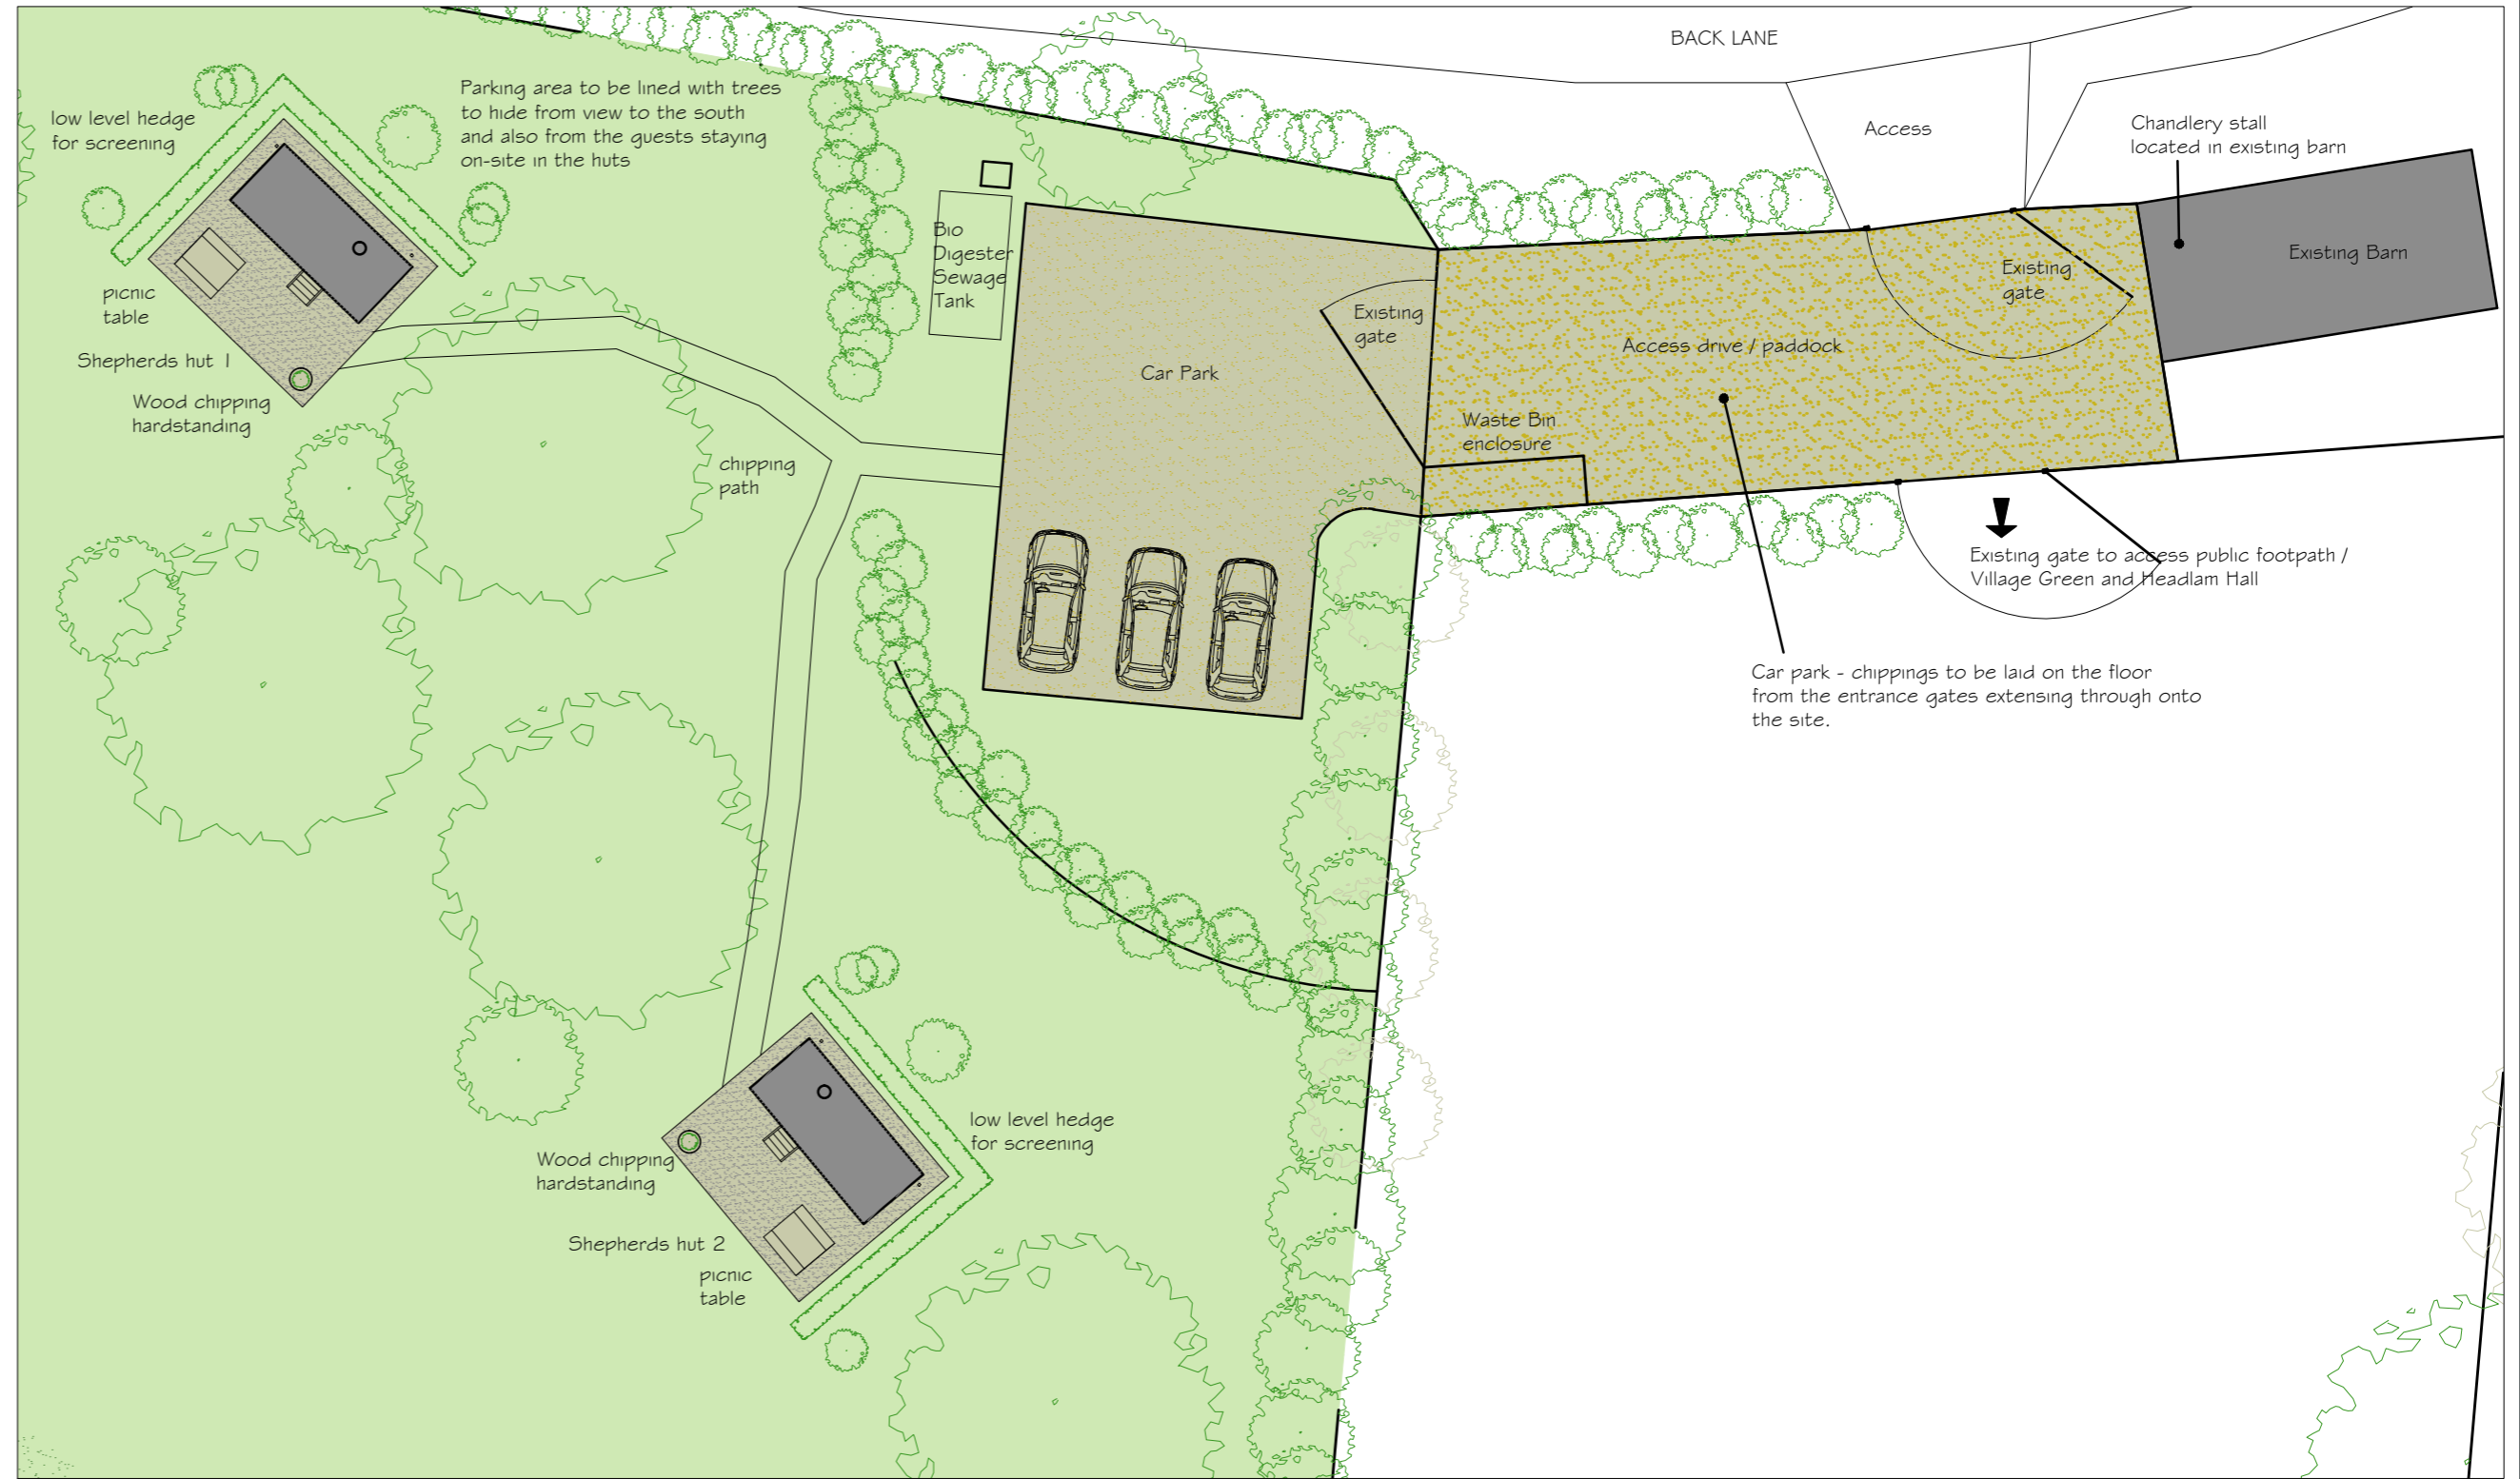 BACK LANE
Parking area to be lined with trees
to hide from view to the south
and also from the guests staying
on-site in the huts
low level hedge
for screening
Access
Chandlery stall
located in existing barn
Bio
Digester
Sewage
Tank
Existing
gate
Existing Barn
picnic
table
Existing
gate
Shepherds hut 1
Car Park
Access drive / paddock
Wood chipping
hardstanding
Waste Bin
enclosure
chipping
path
Existing gate to access public footpath /
Village Green and Headlam Hall
Car park - chippings to be laid on the floor
from the entrance gates extensing through onto
the site.
low level hedge
for screening
Wood chipping
hardstanding
Shepherds hut 2
picnic
table